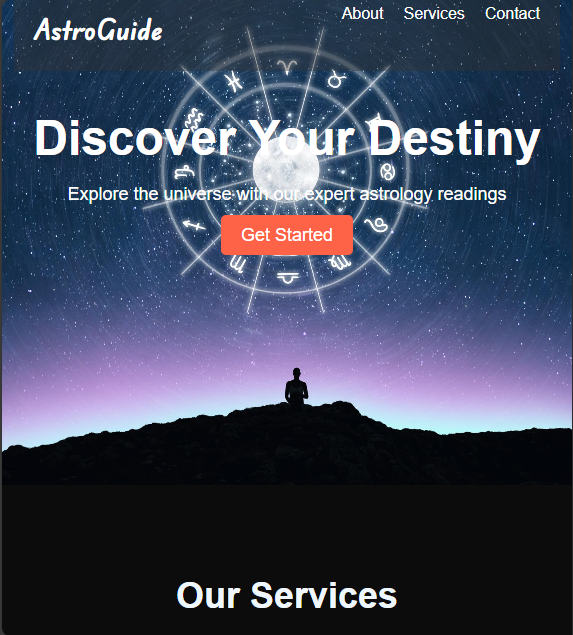 AstroGuide
About Services Contact
Discover Your Destiny
Explore the universe with our expert astrology readings
Get Started
Our Services